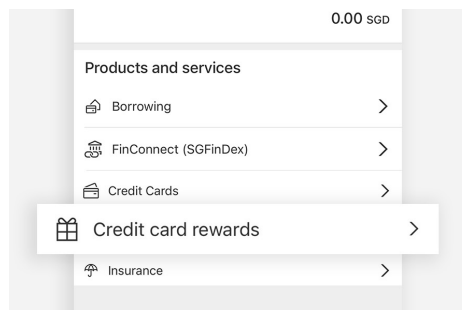 0.00 SGD
Products and services
Borrowing
FinConnect (SGFinDex)
Credit Cards
Credit card rewards
Insurance